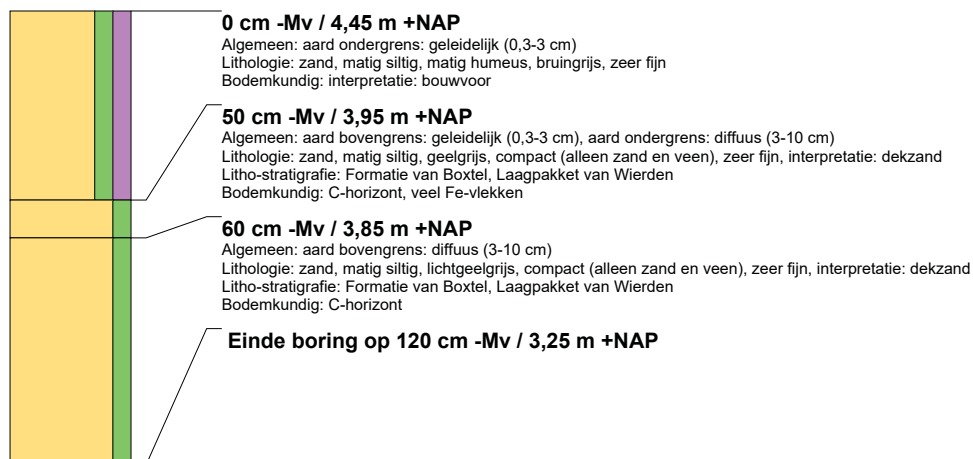 0 cm -Mv / 4,45 m +NAP
Algemeen: aard ondergrens: geleidelijk (0,3-3 cm)
Lithologie: zand, matig siltig, matig humeus, bruingrijs, zeer fijn
Bodemkundig: interpretatie: bouwvoor
50 cm -Mv / 3,95 m +NAP
Algemeen: aard bovengrens: geleidelijk (0,3-3 cm), aard ondergrens: diffuus (3-10 cm)
Lithologie: zand, matig siltig, geelgrijs, compact (alleen zand en veen), zeer fijn, interpretatie: dekzand
Litho-stratigrafie: Formatie van Boxtel, Laagpakket van Wierden
Bodemkundig: C-horizont, veel Fe-vlekken
60 cm -Mv / 3,85 m +NAP
Algemeen: aard bovengrens: diffuus (3-10 cm)
Lithologie: zand, matig siltig, lichtgeelgrijs, compact (alleen zand en veen), zeer fijn, interpretatie: dekzand
Litho-stratigrafie: Formatie van Boxtel, Laagpakket van Wierden
Bodemkundig: C-horizont
Einde boring op 120 cm -Mv / 3,25 m +NAP